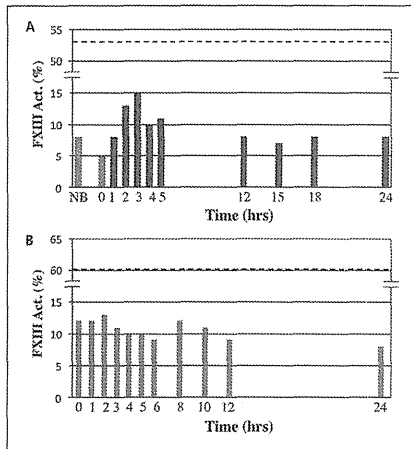 A
FXIII Act. (%)
55
50
15
10
5
0
NB 0 1 2 3 4 5 12 15 18 24
Time (hrs)
B
FXIII Act. (%)
65
60
15
10
5
0
0 1 2 3 4 5 6 8 10 12 24
Time (hrs)